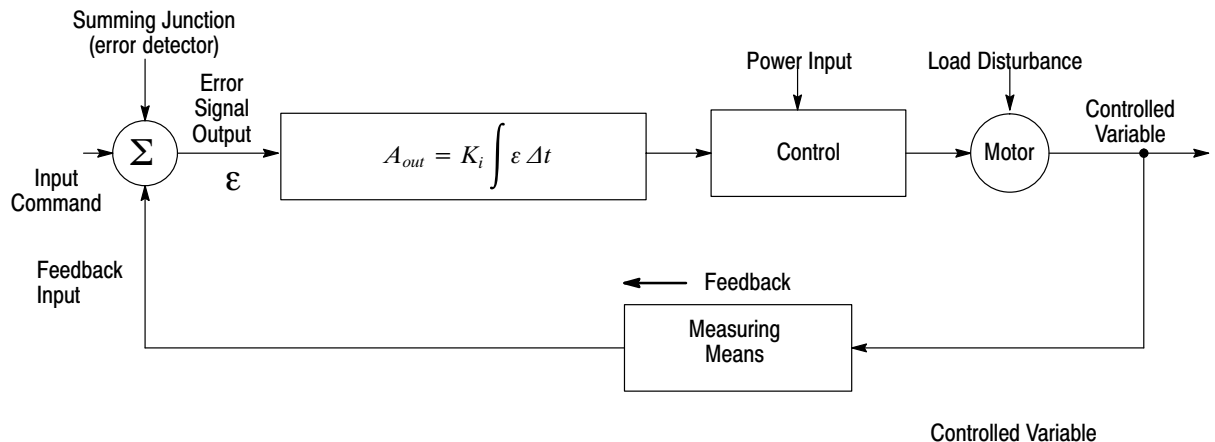 Summing Junction
(error detector)
Error
Signal
Output
Power Input
Load Disturbance
Controlled
Variable
Σ
A_out = K_i ∫ ε Δt
Control
Motor
Input
Command
ε
Feedback
Input
Feedback
Measuring
Means
Controlled Variable